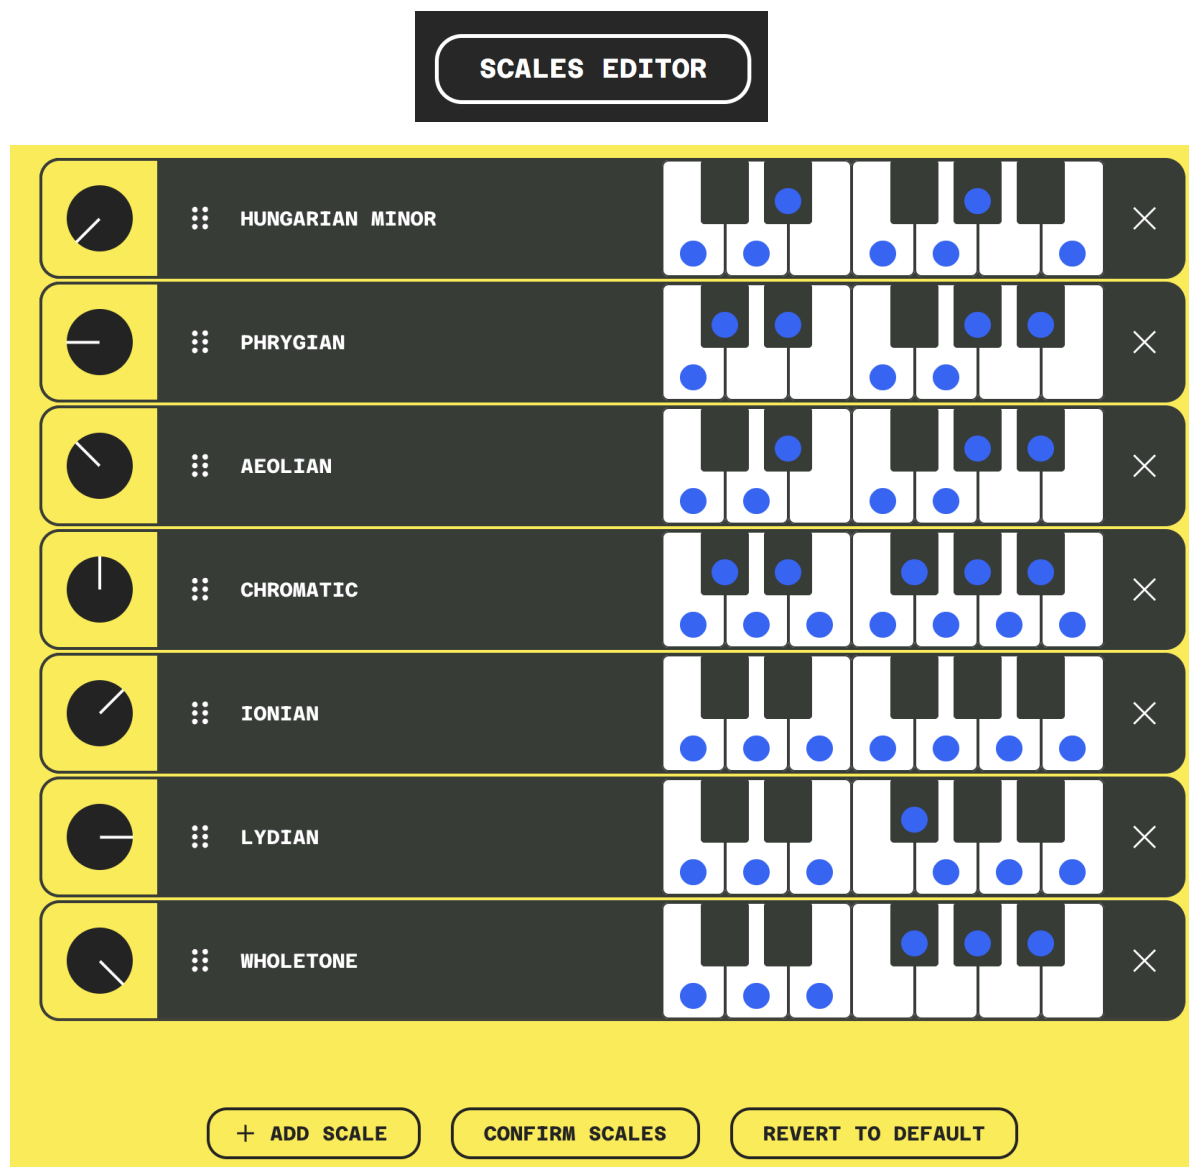 SCALES EDITOR
HUNGARIAN MINOR
PHRYGIAN
AEOLIAN
CHROMATIC
IONIAN
LYDIAN
WHOLETONE
+ ADD SCALE
CONFIRM SCALES
REVERT TO DEFAULT